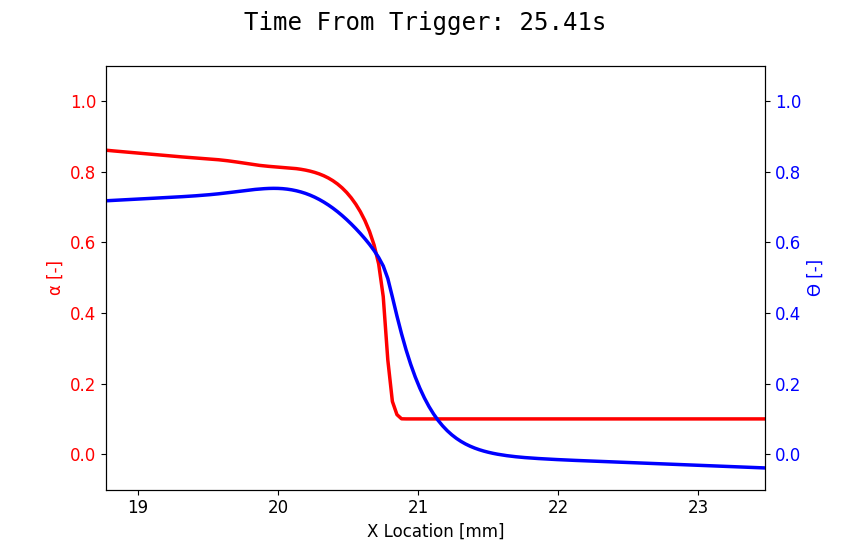 Time From Trigger: 25.41s
1.0 1.0
0.8 0.8
0.6 0.6
α [-] Θ [-]
0.4 0.4
0.2 0.2
0.0 0.0
19 20 21 22 23
X Location [mm]